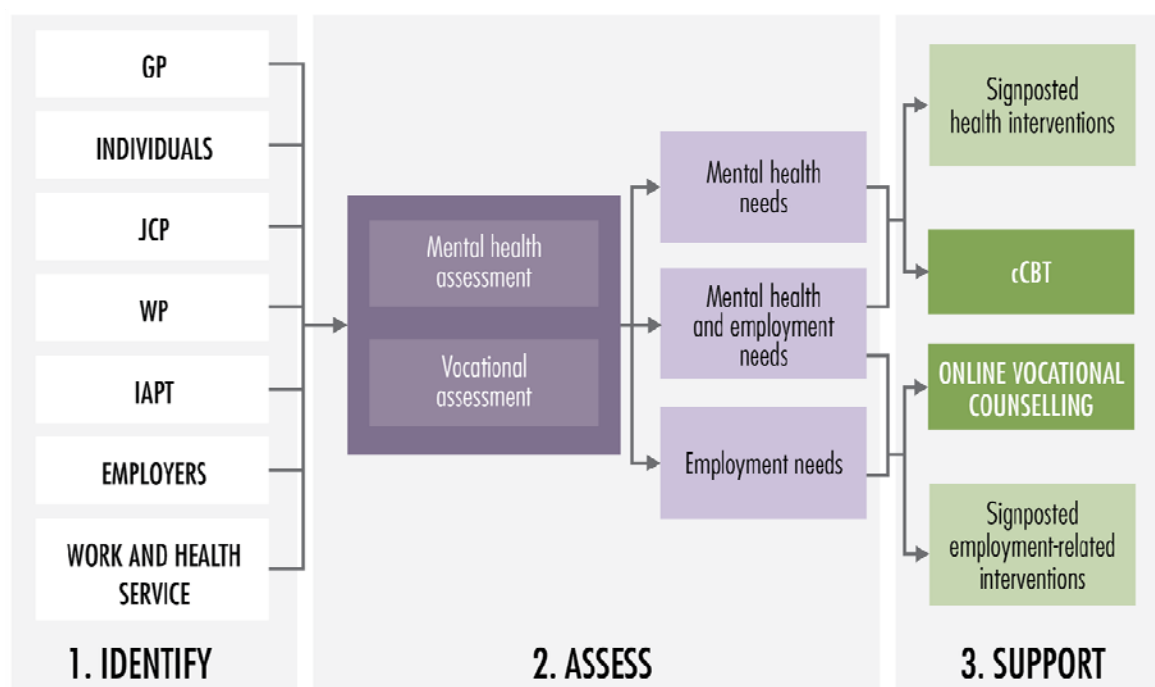 GP
INDIVIDUALS
JCP
WP
IAPT
EMPLOYERS
WORK AND HEALTH
SERVICE
1. IDENTIFY
Mental health
assessment
Vocational
assessment
Mental health
needs
Mental health
and employment
needs
Employment needs
2. ASSESS
Signposted
health interventions
cCBT
ONLINE VOCATIONAL
COUNSELLING
Signposted
employment-related
interventions
3. SUPPORT